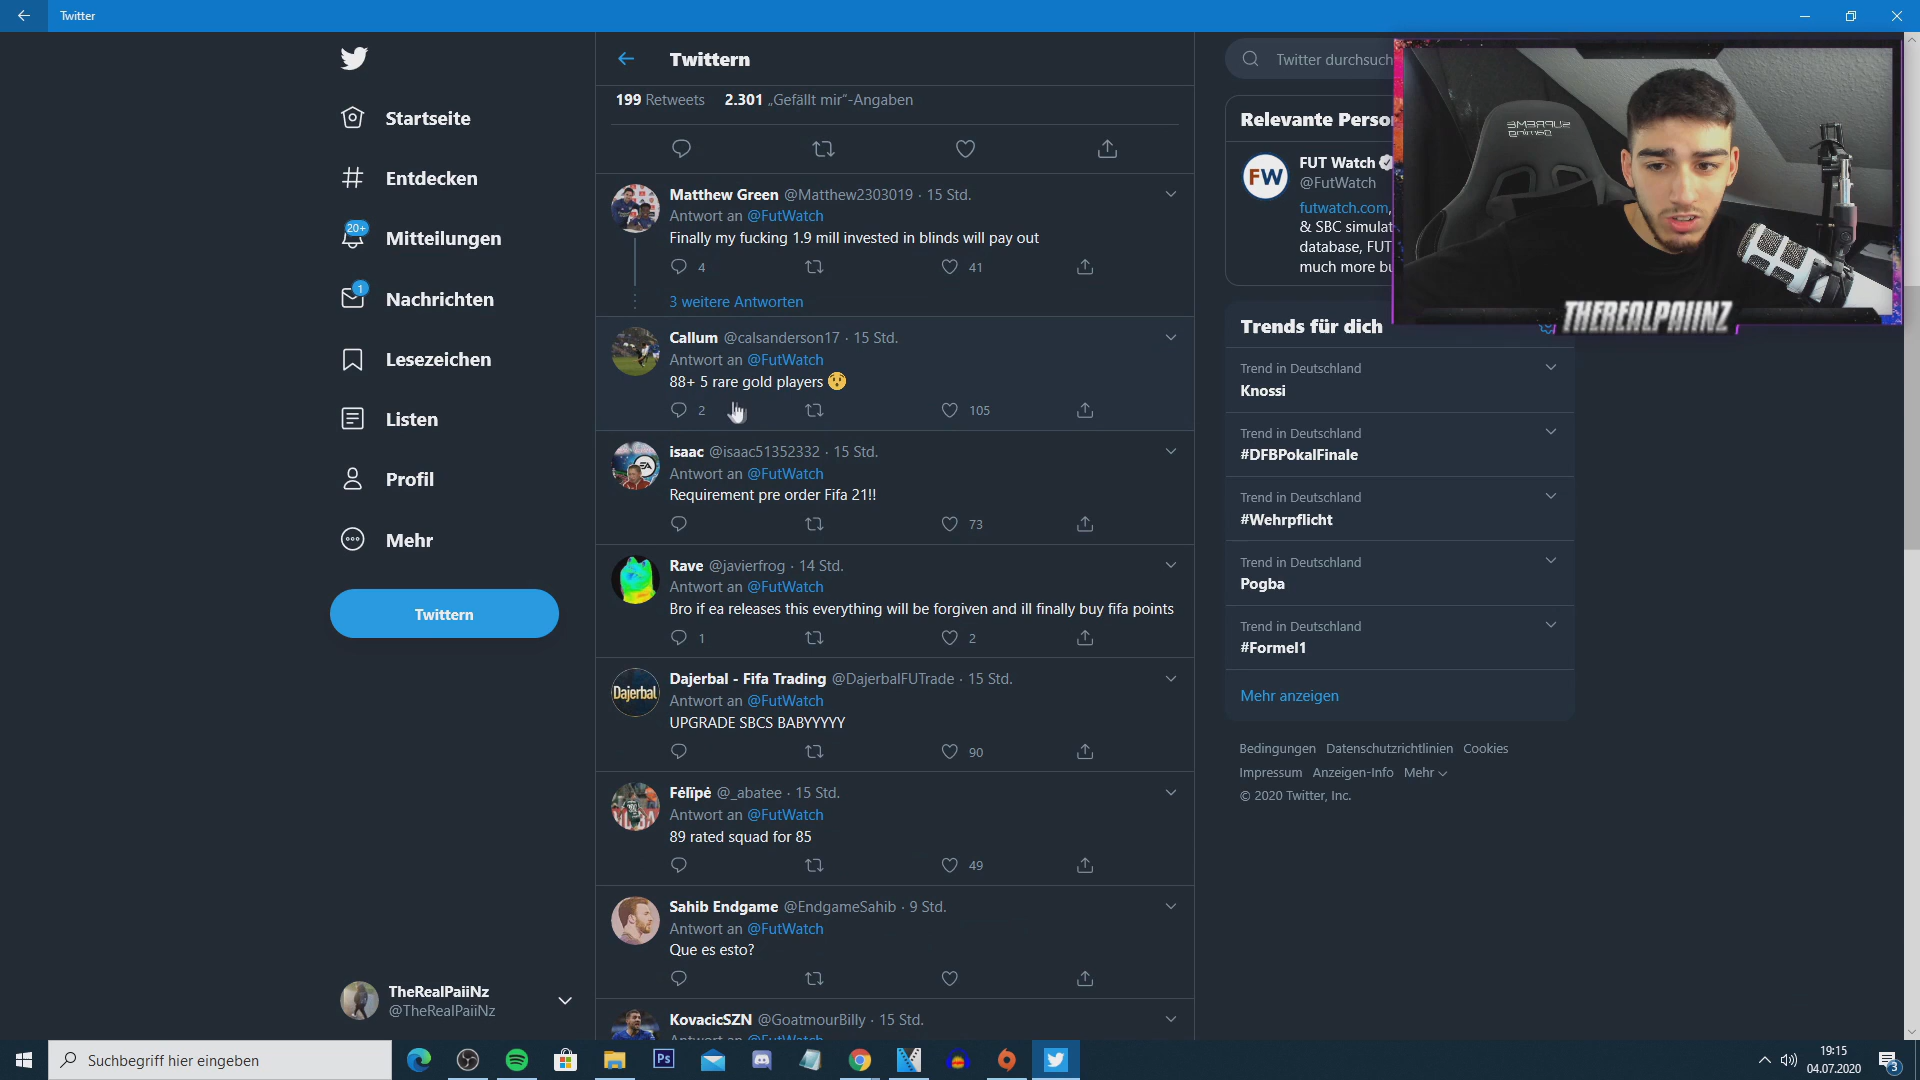 Twitter
Twittern
Twitter durchsuch
199 Retweets 2.301 „Gefällt mir“-Angaben
Startseite
Entdecken
20+
Mitteilungen
1
Nachrichten
Lesezeichen
Listen
Profil
Mehr
Twittern
TheRealPaiiNz
@TheRealPaiiNz
Matthew Green @Matthew2303019 · 15 Std.
Antwort an @FutWatch
Finally my fucking 1.9 mill invested in blinds will pay out
4 41
3 weitere Antworten
Callum @calsanderson17 · 15 Std.
Antwort an @FutWatch
88+ 5 rare gold players 😲
2 105
isaac @isaac51352332 · 15 Std.
Antwort an @FutWatch
Requirement pre order Fifa 21!!
73
Rave @javierfrog · 14 Std.
Antwort an @FutWatch
Bro if ea releases this everything will be forgiven and ill finally buy fifa points
1 2
Dajerbal
Dajerbal - Fifa Trading @DajerbalFUTrade · 15 Std.
Antwort an @FutWatch
UPGRADE SBCS BABYYYYY
90
Fėlīpė @_abatee · 15 Std.
Antwort an @FutWatch
89 rated squad for 85
49
Sahib Endgame @EndgameSahib · 9 Std.
Antwort an @FutWatch
Que es esto?
KovacicSZN @GoatmourBilly · 15 Std.
Relevante Perso
FW
FUT Watch
@FutWatch
futwatch.com,
& SBC simulat
database, FUT
much more bu
SUPREME
THEREALPAIINZ
Trends für dich
Trend in Deutschland
Knossi
Trend in Deutschland
#DFBPokalFinale
Trend in Deutschland
#Wehrpflicht
Trend in Deutschland
Pogba
Trend in Deutschland
#Formel1
Mehr anzeigen
Bedingungen Datenschutzrichtlinien Cookies
Impressum Anzeigen-Info Mehr
© 2020 Twitter, Inc.
Suchbegriff hier eingeben
Ps
19:15
04.07.2020
3